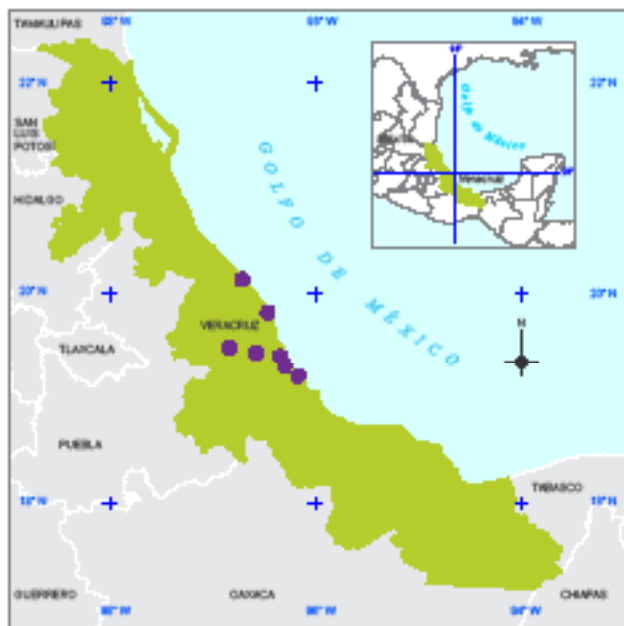 TAMAULIPAS
98° W
96° W
94° W
22° N
22° N
SAN
LUIS
POTOSÍ
HIDALGO
GOLFO DE MÉXICO
Golfo de México
Veracruz
20° N
20° N
VERACRUZ
N
TLAXCALA
PUEBLA
18° N
18° N
TABASCO
GUERRERO
OAXACA
CHIAPAS
98° W
96° W
94° W